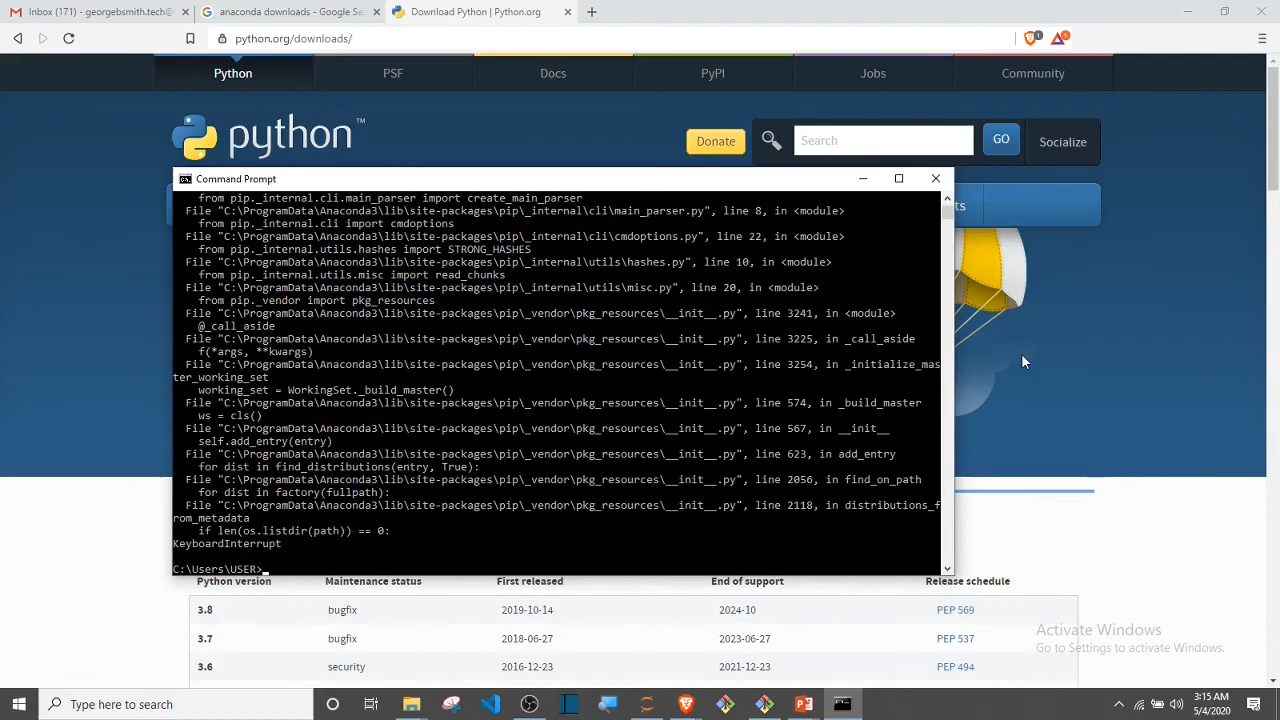 Inbox (171) - georgebsmith.tech@
anaconda downloads - Google Se
Download Python | Python.org
python.org/downloads/
1
1
Python
PSF
Docs
PyPI
Jobs
Community
python™
Donate
Search
GO
Socialize
ts
Command Prompt
from pip._internal.cli.main_parser import create_main_parser
File "C:\ProgramData\Anaconda3\lib\site-packages\pip\_internal\cli\main_parser.py", line 8, in <module>
from pip._internal.cli import cmdoptions
File "C:\ProgramData\Anaconda3\lib\site-packages\pip\_internal\cli\cmdoptions.py", line 22, in <module>
from pip._internal.utils.hashes import STRONG_HASHES
File "C:\ProgramData\Anaconda3\lib\site-packages\pip\_internal\utils\hashes.py", line 10, in <module>
from pip._internal.utils.misc import read_chunks
File "C:\ProgramData\Anaconda3\lib\site-packages\pip\_internal\utils\misc.py", line 20, in <module>
from pip._vendor import pkg_resources
File "C:\ProgramData\Anaconda3\lib\site-packages\pip\_vendor\pkg_resources\__init__.py", line 3241, in <module>
@_call_aside
File "C:\ProgramData\Anaconda3\lib\site-packages\pip\_vendor\pkg_resources\__init__.py", line 3225, in _call_aside
f(*args, **kwargs)
File "C:\ProgramData\Anaconda3\lib\site-packages\pip\_vendor\pkg_resources\__init__.py", line 3254, in _initialize_mas
ter_working_set
working_set = WorkingSet._build_master()
File "C:\ProgramData\Anaconda3\lib\site-packages\pip\_vendor\pkg_resources\__init__.py", line 574, in _build_master
ws = cls()
File "C:\ProgramData\Anaconda3\lib\site-packages\pip\_vendor\pkg_resources\__init__.py", line 567, in __init__
self.add_entry(entry)
File "C:\ProgramData\Anaconda3\lib\site-packages\pip\_vendor\pkg_resources\__init__.py", line 623, in add_entry
for dist in find_distributions(entry, True):
File "C:\ProgramData\Anaconda3\lib\site-packages\pip\_vendor\pkg_resources\__init__.py", line 2056, in find_on_path
for dist in factory(fullpath):
File "C:\ProgramData\Anaconda3\lib\site-packages\pip\_vendor\pkg_resources\__init__.py", line 2118, in distributions_f
rom_metadata
if len(os.listdir(path)) == 0:
KeyboardInterrupt
C:\Users\USER>_
Python version Maintenance status First released End of support Release schedule
3.8 bugfix 2019-10-14 2024-10 PEP 569
3.7 bugfix 2018-06-27 2023-06-27 PEP 537
3.6 security 2016-12-23 2021-12-23 PEP 494
Activate Windows
Go to Settings to activate Windows.
Type here to search
3:15 AM
5/4/2020